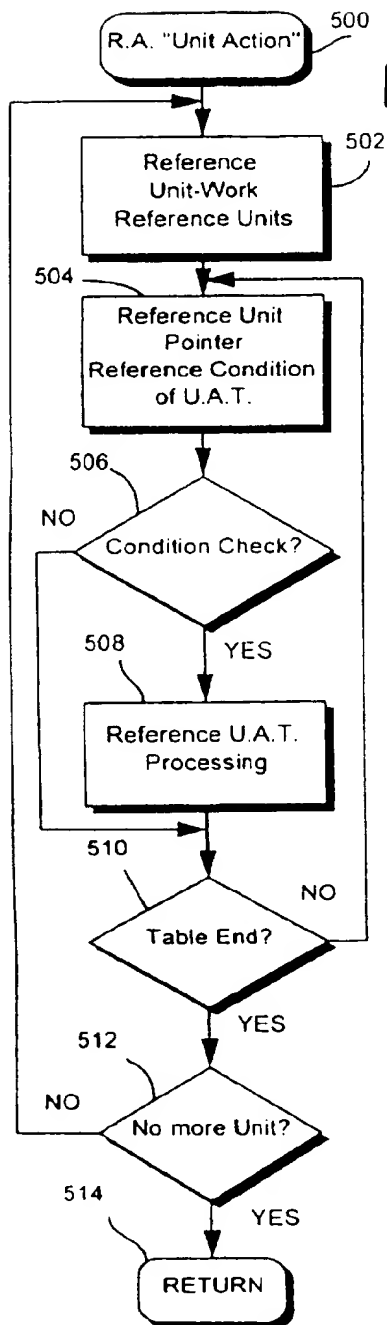 R.A. "Unit Action"
500
Reference
Unit-Work
Reference Units
502
504
Reference Unit
Pointer
Reference Condition
of U.A.T.
506
NO
Condition Check?
YES
508
Reference U.A.T.
Processing
510
NO
Table End?
YES
512
NO
No more Unit?
YES
514
RETURN